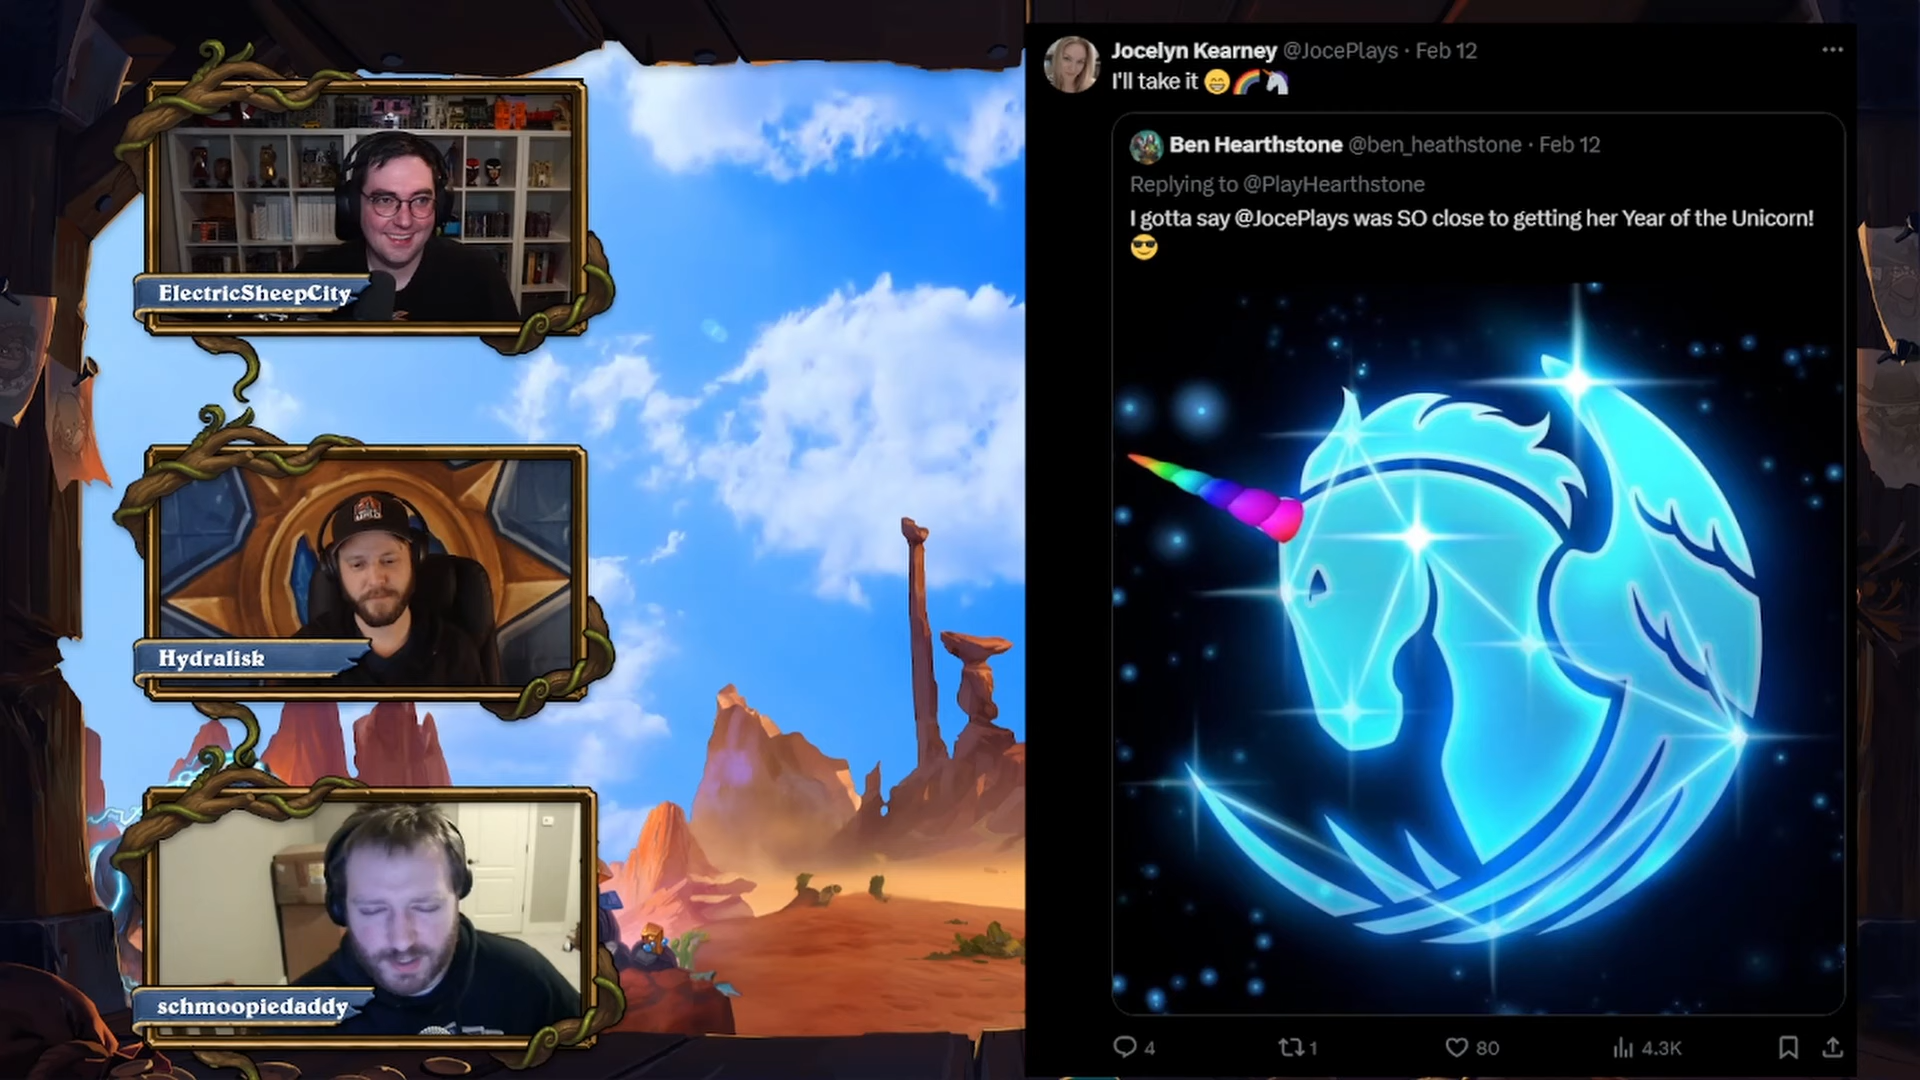 ElectricSheepCity
Hydralisk
schmoopiedaddy
Jocelyn Kearney @JocePlays · Feb 12
I'll take it 😁🌈🦄
Ben Hearthstone @ben_heathstone · Feb 12
Replying to @PlayHearthstone
I gotta say @JocePlays was SO close to getting her Year of the Unicorn!
😎
4 1 80 4.3K